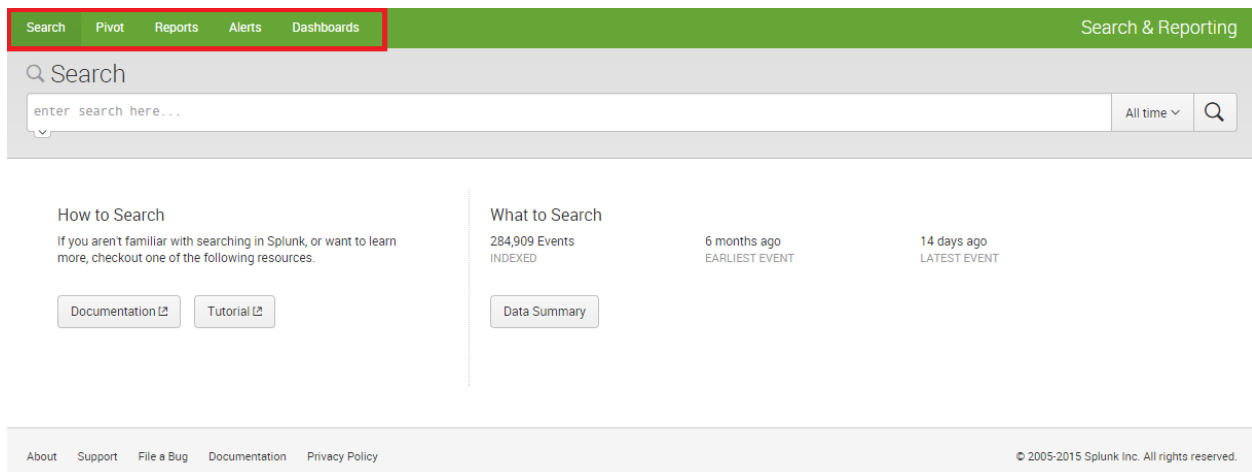 Search Pivot Reports Alerts Dashboards Search & Reporting
Search
enter search here... All time
How to Search
If you aren't familiar with searching in Splunk, or want to learn
more, checkout one of the following resources.
Documentation Tutorial
What to Search
284,909 Events 6 months ago 14 days ago
INDEXED EARLIEST EVENT LATEST EVENT
Data Summary
About Support File a Bug Documentation Privacy Policy © 2005-2015 Splunk Inc. All rights reserved.